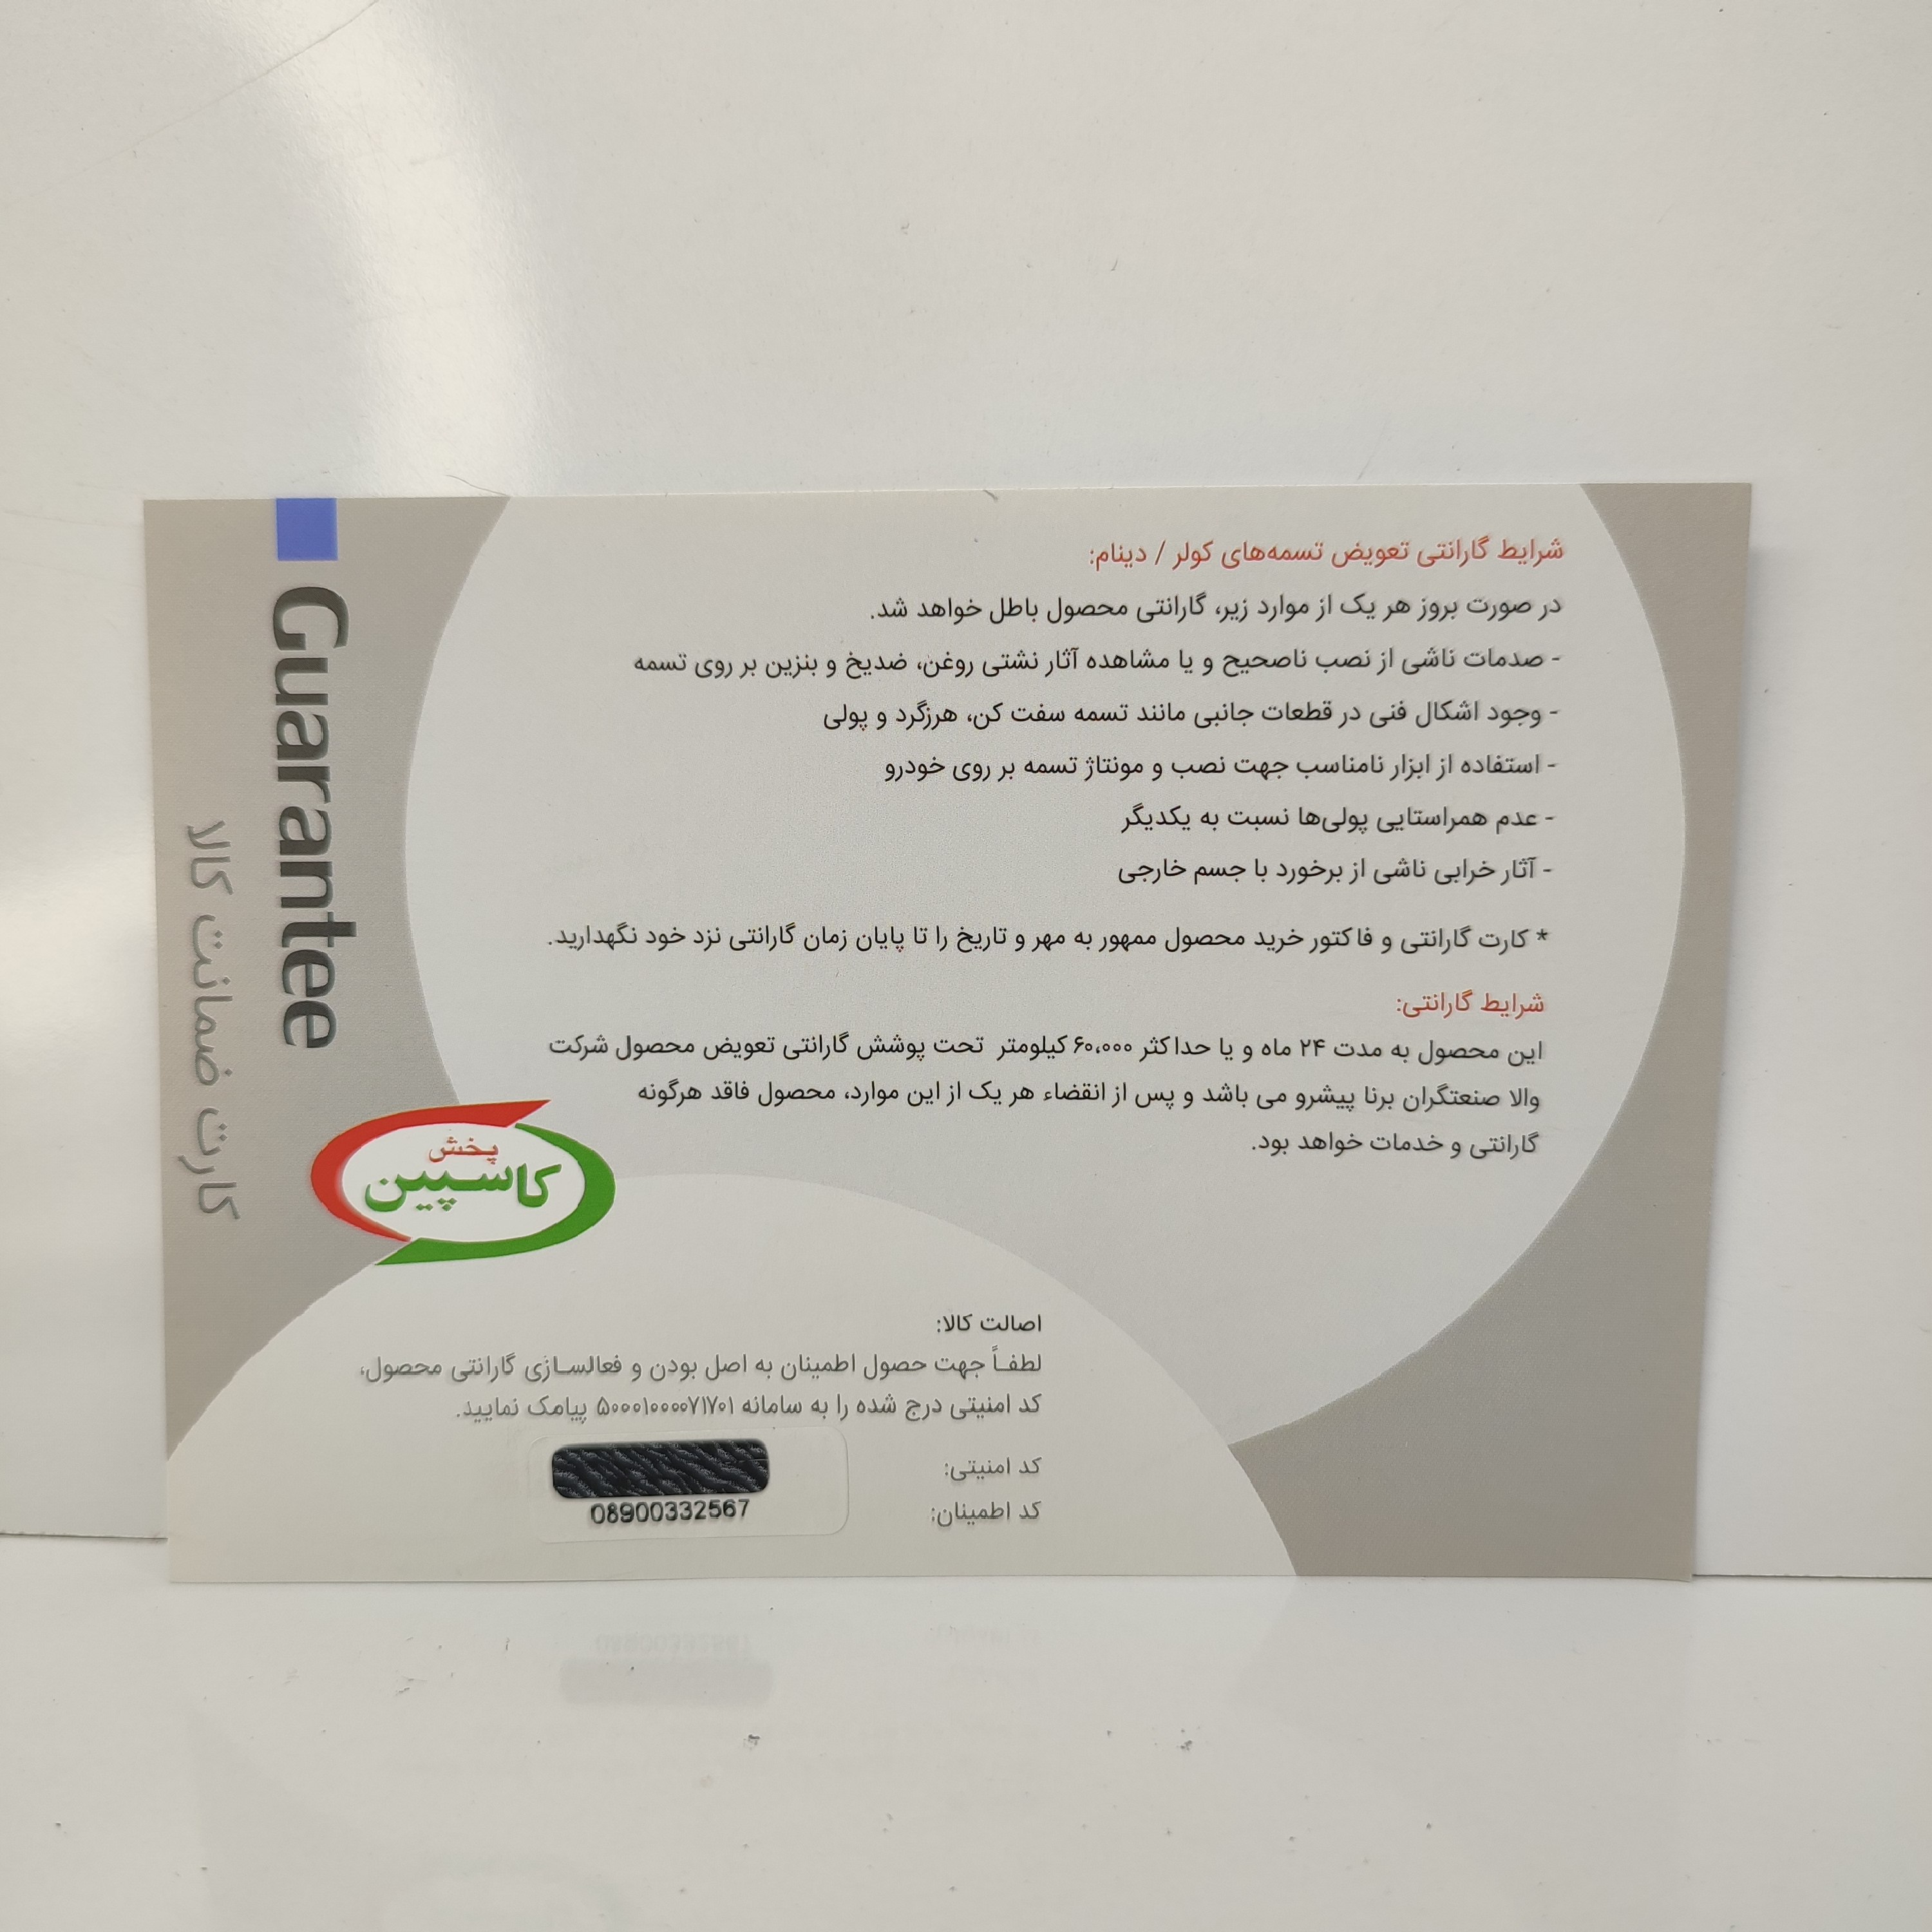 شرایط گارانتی تعویض تسمه‌های کولر / دینام:
در صورت بروز هر یک از موارد زیر، گارانتی محصول باطل خواهد شد.
- صدمات ناشی از نصب ناصحیح و یا مشاهده آثار نشتی روغن، ضدیخ و بنزین بر روی تسمه
- وجود اشکال فنی در قطعات جانبی مانند تسمه سفت کن، هرزگرد و پولی
- استفاده از ابزار نامناسب جهت نصب و مونتاژ تسمه بر روی خودرو
- عدم همراستایی پولی‌ها نسبت به یکدیگر
- آثار خرابی ناشی از برخورد با جسم خارجی
* کارت گارانتی و فاکتور خرید محصول ممهور به مهر و تاریخ را تا پایان زمان گارانتی نزد خود نگهدارید.
شرایط گارانتی:
این محصول به مدت ۲۴ ماه و یا حداکثر ۶۰،۰۰۰ کیلومتر تحت پوشش گارانتی تعویض محصول شرکت
والا صنعتگران برنا پیشرو می باشد و پس از انقضاء هر یک از این موارد، محصول فاقد هرگونه
گارانتی و خدمات خواهد بود.
Guarantee
کارت ضمانت کالا
پخش
کاسپین
اصالت کالا:
لطفاً جهت حصول اطمینان به اصل بودن و فعالسازی گارانتی محصول،
کد امنیتی درج شده را به سامانه ۵۰۰۰۱۰۰۰۰۷۱۷۰۱ پیامک نمایید.
کد امنیتی:
کد اطمینان: 08900332567